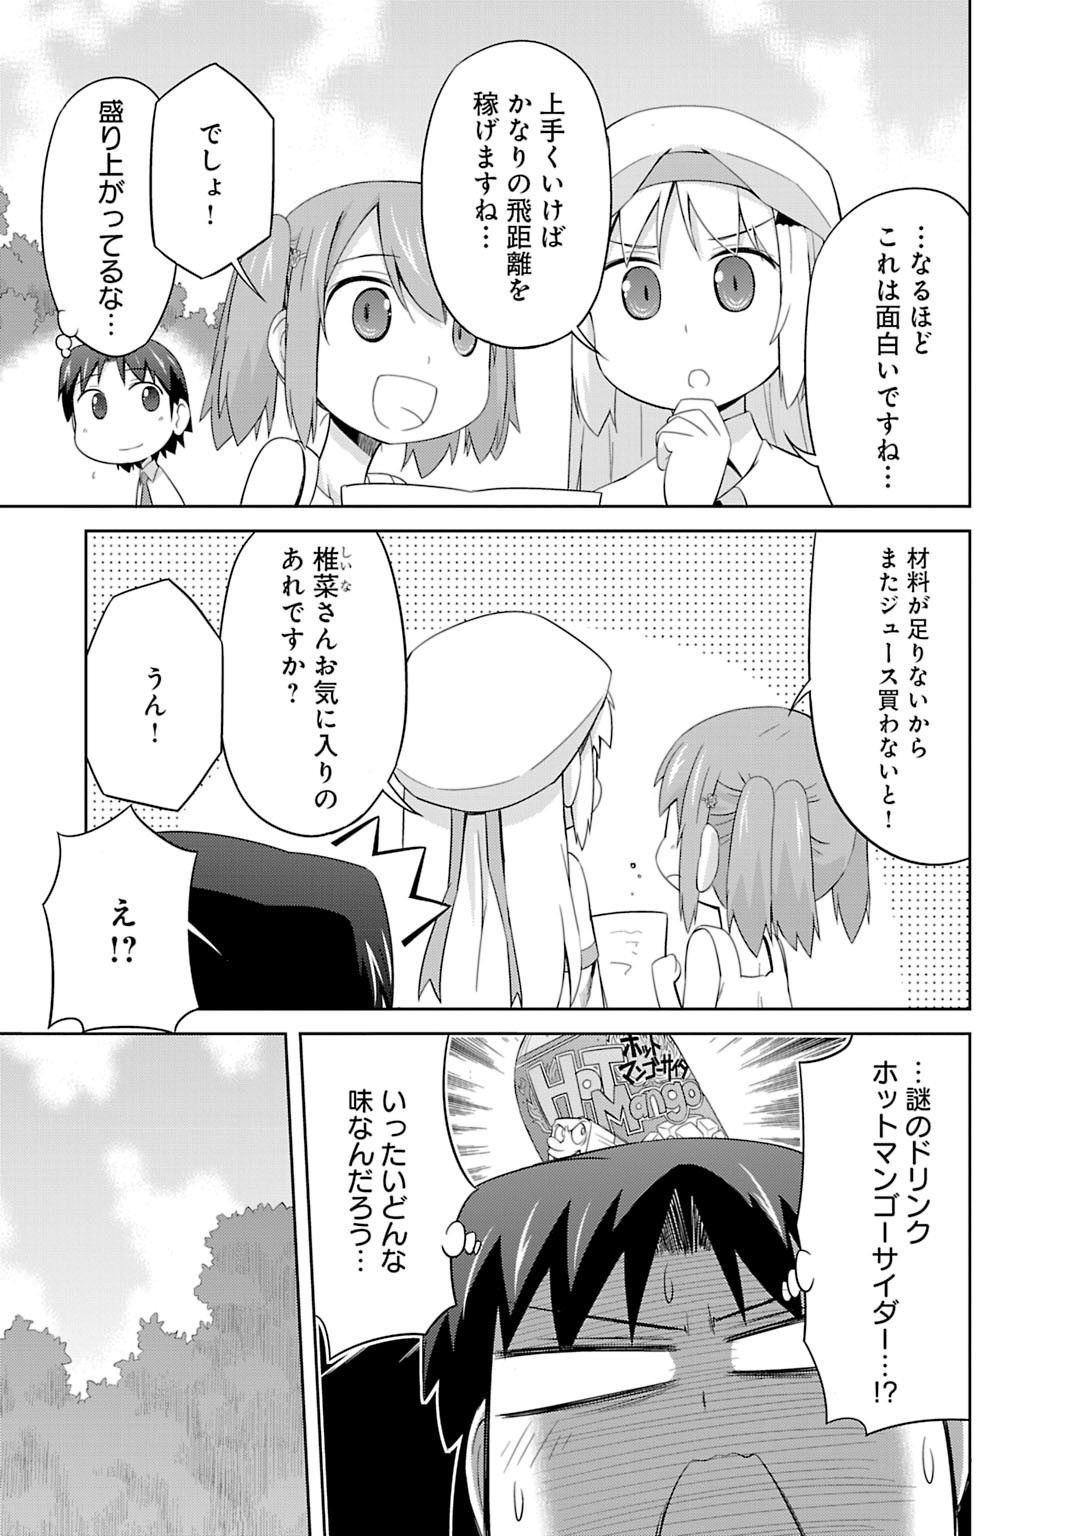 …なるほど
これは面白いですね…
上手くいけば
かなりの飛距離を
稼げますね…
でしょ！
盛り上がってるな…
材料が足りないから
またジュース買わないと！
椎菜さんお気に入りの
しいな
あれですか？
うん！
え!?
…謎のドリンク
ホットマンゴーサイダー…!?
ホット
マンゴーサイダー
HOT
Mango
いったいどんな
味なんだろう…